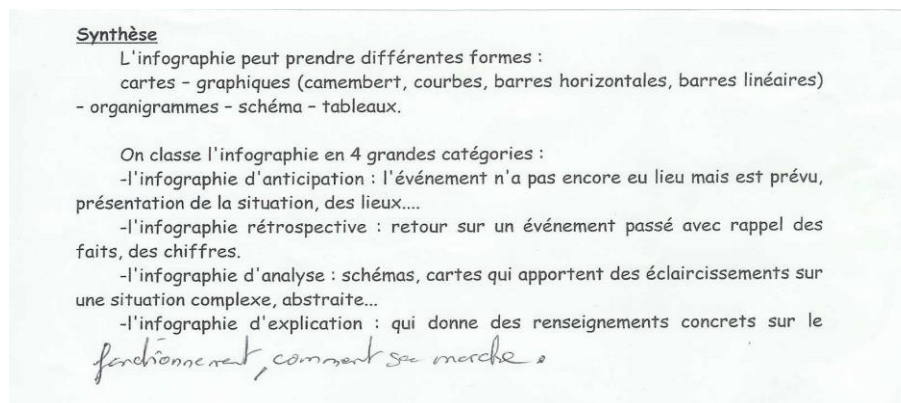 Synthèse
L'infographie peut prendre différentes formes :
cartes - graphiques (camembert, courbes, barres horizontales, barres linéaires)
- organigrammes - schéma - tableaux.
On classe l'infographie en 4 grandes catégories :
-l'infographie d'anticipation : l'événement n'a pas encore eu lieu mais est prévu,
présentation de la situation, des lieux....
-l'infographie rétrospective : retour sur un événement passé avec rappel des
faits, des chiffres.
-l'infographie d'analyse : schémas, cartes qui apportent des éclaircissements sur
une situation complexe, abstraite...
-l'infographie d'explication : qui donne des renseignements concrets sur le
fonctionnement, comment sa marche.